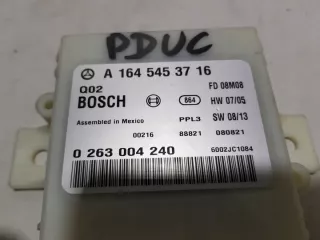 PDUC
A 164 545 37 16
Q02
FD 08M08
BOSCH
864
HW 07/05
Assembled in Mexico
PPL3
SW 08/13
00216
88821
080821
0 263 004 240
6002JC1084